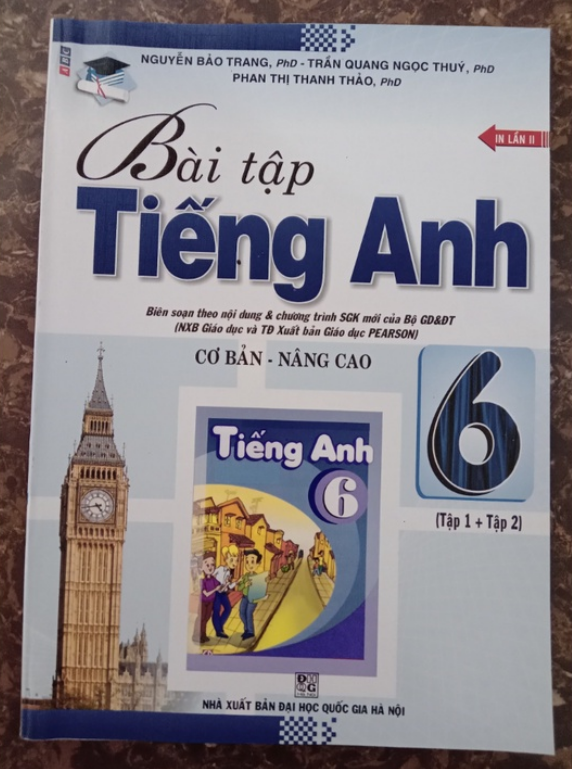 ABC
NGUYỄN BẢO TRANG, PhD - TRẦN QUANG NGỌC THUÝ, PhD
PHAN THỊ THANH THẢO, PhD
IN LẦN II
Bài tập
Tiếng Anh
Biên soạn theo nội dung & chương trình SGK mới của Bộ GD&ĐT
(NXB Giáo dục và TĐ Xuất bản Giáo dục PEARSON)
CƠ BẢN - NÂNG CAO
6
Tiếng Anh
6
(Tập 1 + Tập 2)
NHÀ XUẤT BẢN ĐẠI HỌC QUỐC GIA HÀ NỘI